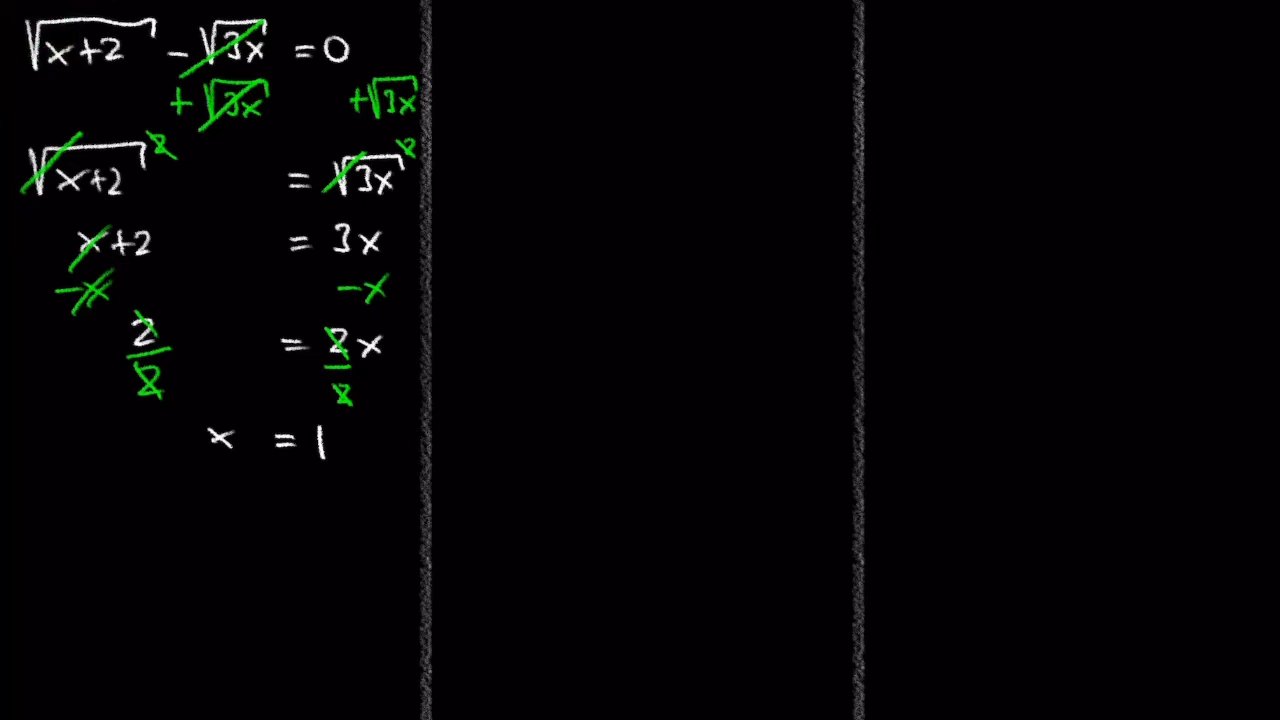 √(x+2) - √(3x) = 0
+ √(3x) +√(3x)
√(x+2)² = √(3x)²
x+2 = 3x
-x -x
2/2 = 2x/2
x = 1